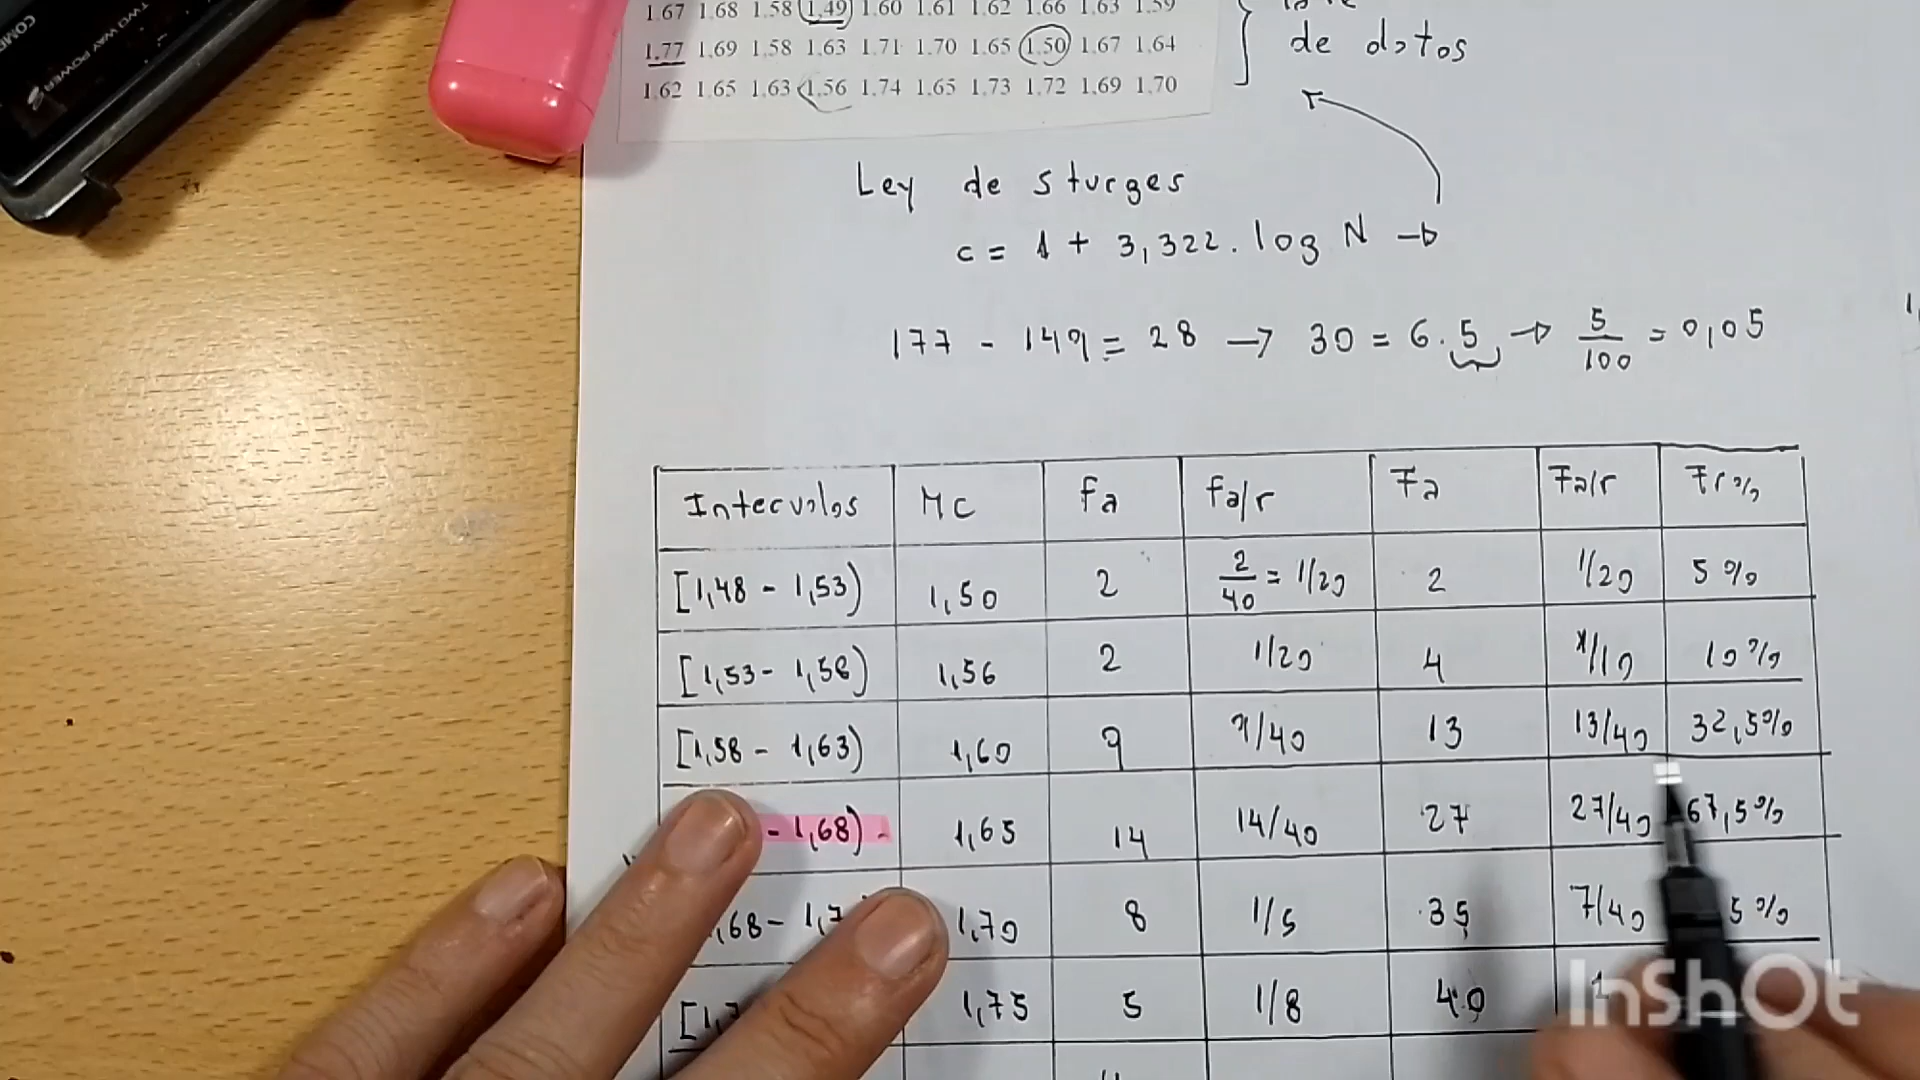 TWO WAY POWER
1.67 1.68 1.58 1.49 1.60 1.61 1.62 1.66 1.63 1.59
1.77 1.69 1.58 1.63 1.71 1.70 1.65 1.50 1.67 1.64
1.62 1.65 1.63 1.56 1.74 1.65 1.73 1.72 1.69 1.70
de datos
Ley de sturges
c = 1 + 3,322. log N →
177 - 149 = 28 → 30 = 6.5 → 5/100 = 0,05
Intervalos MC fa fa/r Fa Fa/r Fr%
[1,48 - 1,53) 1,50 2 2/40 = 1/20 2 1/20 5%
[1,53 - 1,58) 1,56 2 1/20 4 1/10 10%
[1,58 - 1,63) 1,60 9 9/40 13 13/40 32,5%
- 1,68) - 1,65 14 14/40 27 27/40 67,5%
,68 - 1,7 1,70 8 1/5 35 7/40 5%
[1,7 1,75 5 1/8 40
InShOt